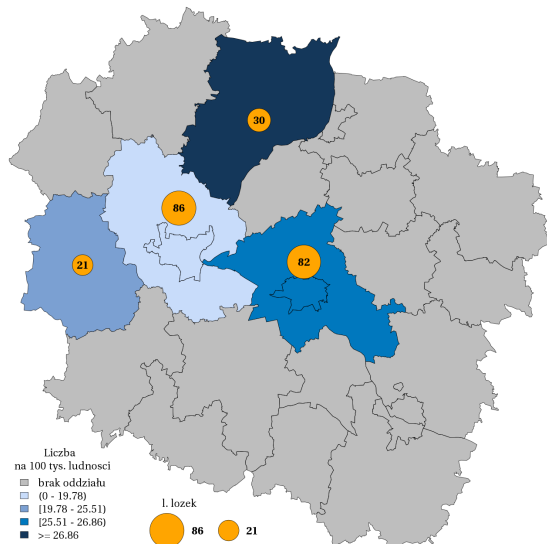 30
86
21
82
Liczba
na 100 tys. ludnosci
brak oddziału
(0 - 19.78)
[19.78 - 25.51)
[25.51 - 26.86)
>= 26.86
l. lozek
86 21